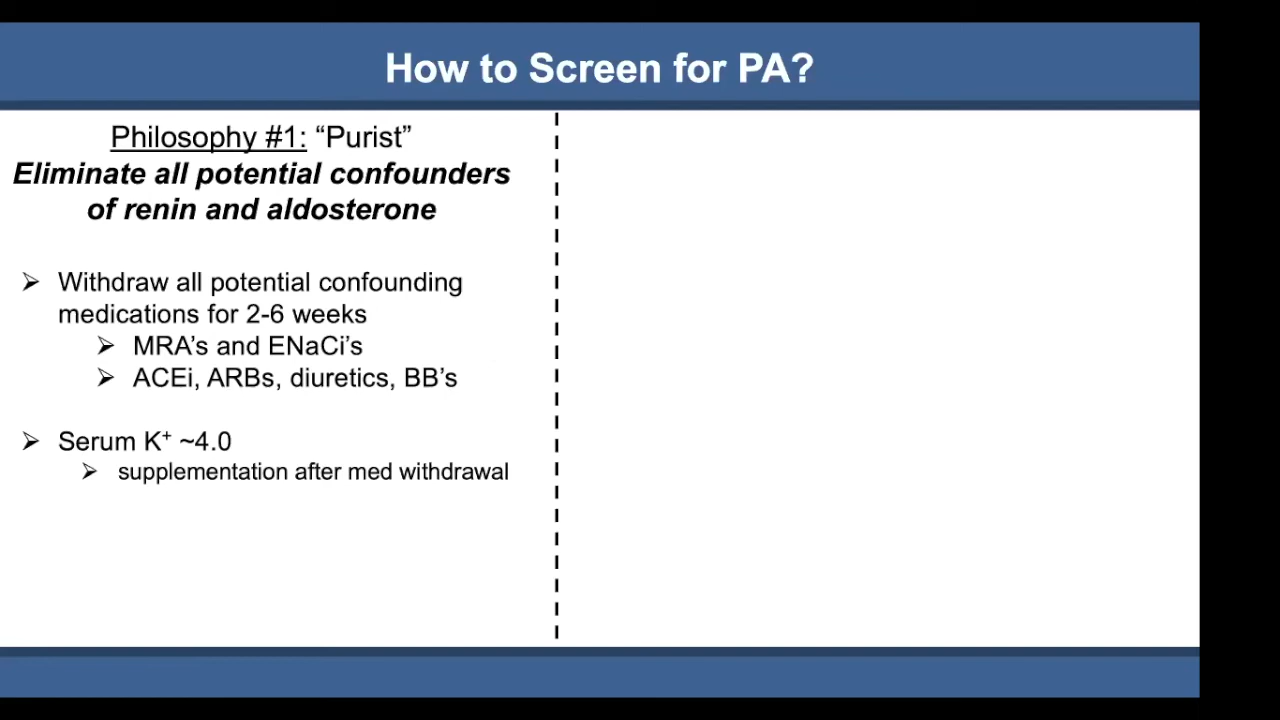 How to Screen for PA?
Philosophy #1: “Purist”
Eliminate all potential confounders
of renin and aldosterone
➢ Withdraw all potential confounding
medications for 2-6 weeks
➢ MRA’s and ENaCi’s
➢ ACEi, ARBs, diuretics, BB’s
➢ Serum K⁺ ~4.0
➢ supplementation after med withdrawal